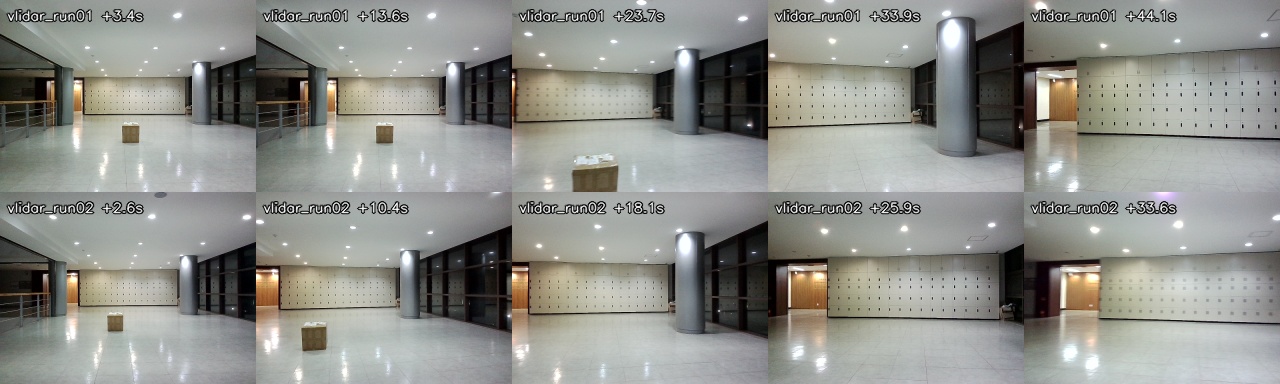 vlidar_run01 +3.4s
vlidar_run01 +13.6s
vlidar_run01 +23.7s
vlidar_run01 +33.9s
vlidar_run01 +44.1s
vlidar_run02 +2.6s
vlidar_run02 +10.4s
vlidar_run02 +18.1s
vlidar_run02 +25.9s
vlidar_run02 +33.6s